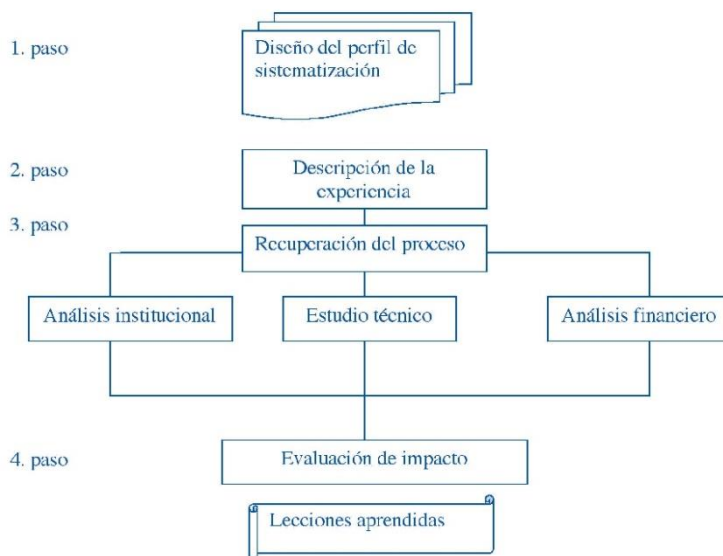 1. paso
Diseño del perfil de
sistematización
2. paso
Descripción de la
experiencia
3. paso
Recuperación del proceso
Análisis institucional
Estudio técnico
Análisis financiero
4. paso
Evaluación de impacto
Lecciones aprendidas